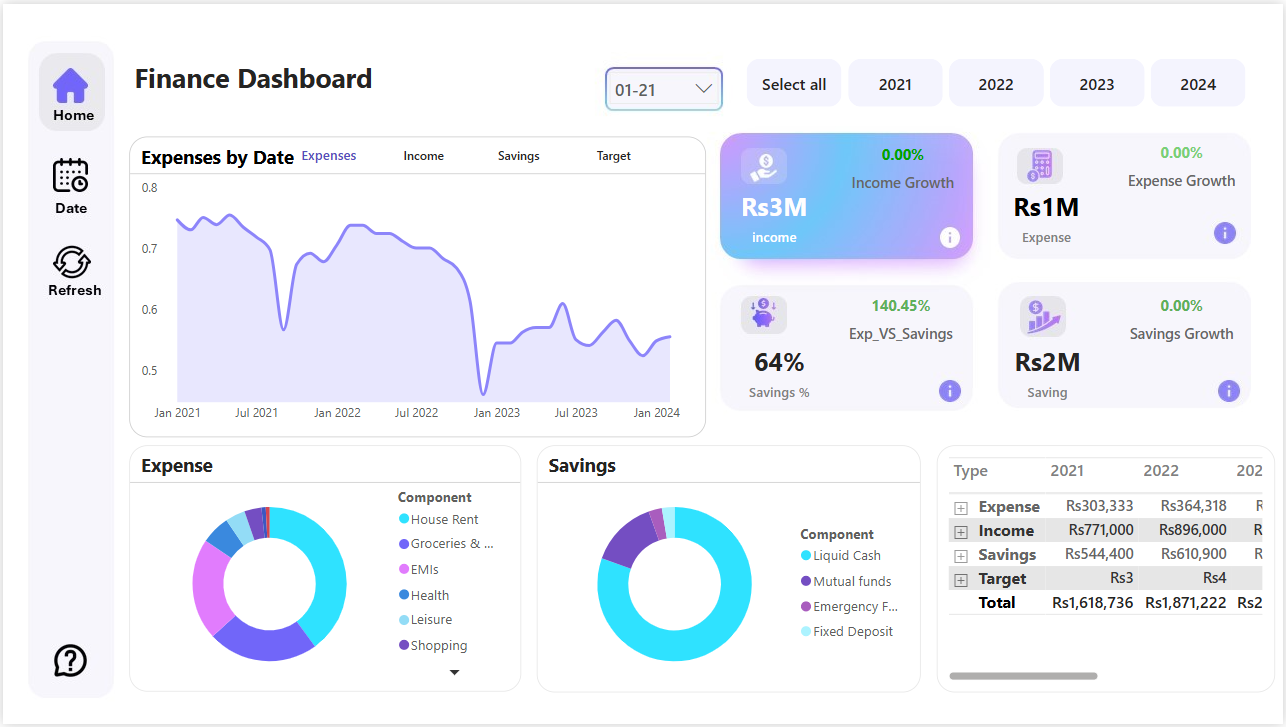 Home
Date
Refresh
Finance Dashboard
01-21
Select all 2021 2022 2023 2024
Expenses by Date Expenses Income Savings Target
0.8
0.7
0.6
0.5
Jan 2021 Jul 2021 Jan 2022 Jul 2022 Jan 2023 Jul 2023 Jan 2024
0.00%
Income Growth
Rs3M
income
0.00%
Expense Growth
Rs1M
Expense
140.45%
Exp_VS_Savings
64%
Savings %
0.00%
Savings Growth
Rs2M
Saving
Expense
Component
House Rent
Groceries & ...
EMIs
Health
Leisure
Shopping
Savings
Component
Liquid Cash
Mutual funds
Emergency F...
Fixed Deposit
Type 2021 2022 202
Expense Rs303,333 Rs364,318 R
Income Rs771,000 Rs896,000 R
Savings Rs544,400 Rs610,900 R
Target Rs3 Rs4
Total Rs1,618,736 Rs1,871,222 Rs2